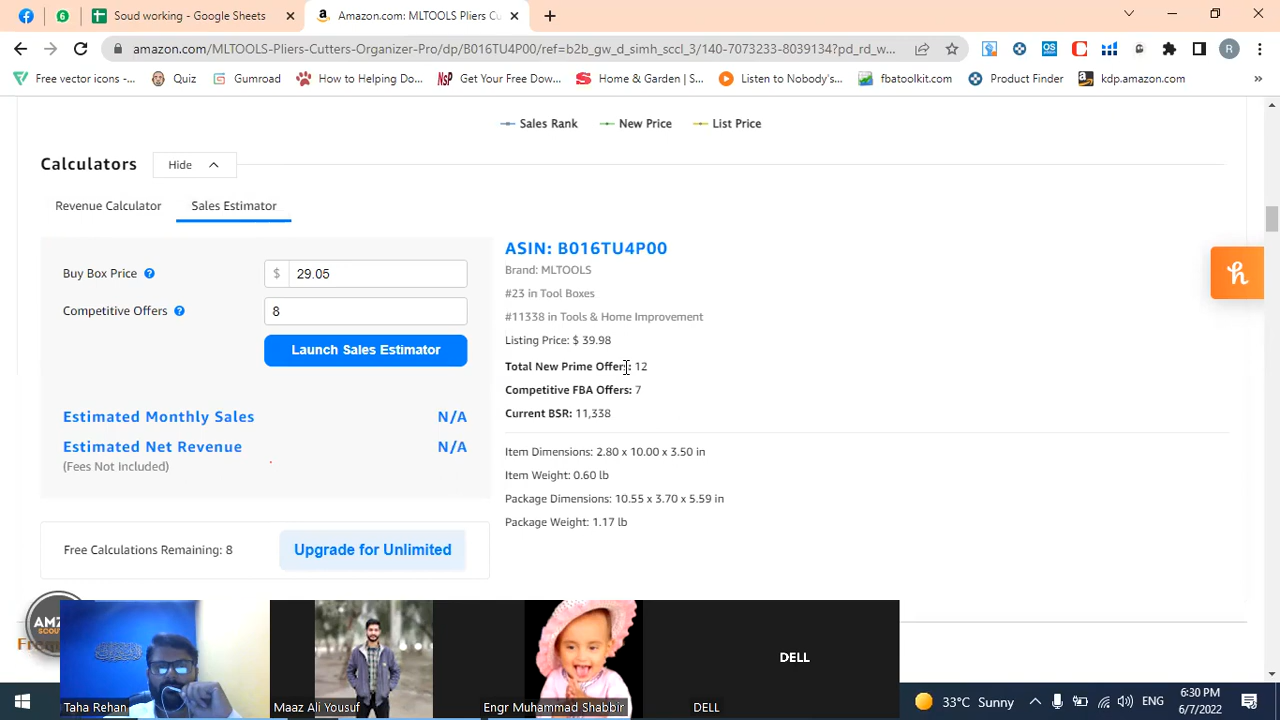 Soud - working - Google Sheets
Amazon.com: MLTOOLS Pliers Cu
amazon.com/MLTOOLS-Pliers-Cutters-Organizer-Pro/dp/B016TU4P00/ref=b2b_gw_d_simh_sccl_3/140-7073233-8039134?pd_rd_w...
R
Free vector icons -...
Quiz
Gumroad
How to Helping Do...
Get Your Free Dow...
Home & Garden | S...
Listen to Nobody's...
fbatoolkit.com
Product Finder
kdp.amazon.com
»
Sales Rank New Price List Price
Calculators Hide
Revenue Calculator Sales Estimator
Buy Box Price ? $ 29.05
Competitive Offers ? 8
Launch Sales Estimator
Estimated Monthly Sales N/A
Estimated Net Revenue N/A
(Fees Not Included)
Free Calculations Remaining: 8 Upgrade for Unlimited
ASIN: B016TU4P00
Brand: MLTOOLS
#23 in Tool Boxes
#11338 in Tools & Home Improvement
Listing Price: $ 39.98
Total New Prime Offers: 12
Competitive FBA Offers: 7
Current BSR: 11,338
Item Dimensions: 2.80 x 10.00 x 3.50 in
Item Weight: 0.60 lb
Package Dimensions: 10.55 x 3.70 x 5.59 in
Package Weight: 1.17 lb
AMZ
DELL
Taha Rehan
Maaz Ali Yousuf
Engr Muhammad Shabbir
DELL
33°C Sunny
ENG
6:30 PM
6/7/2022